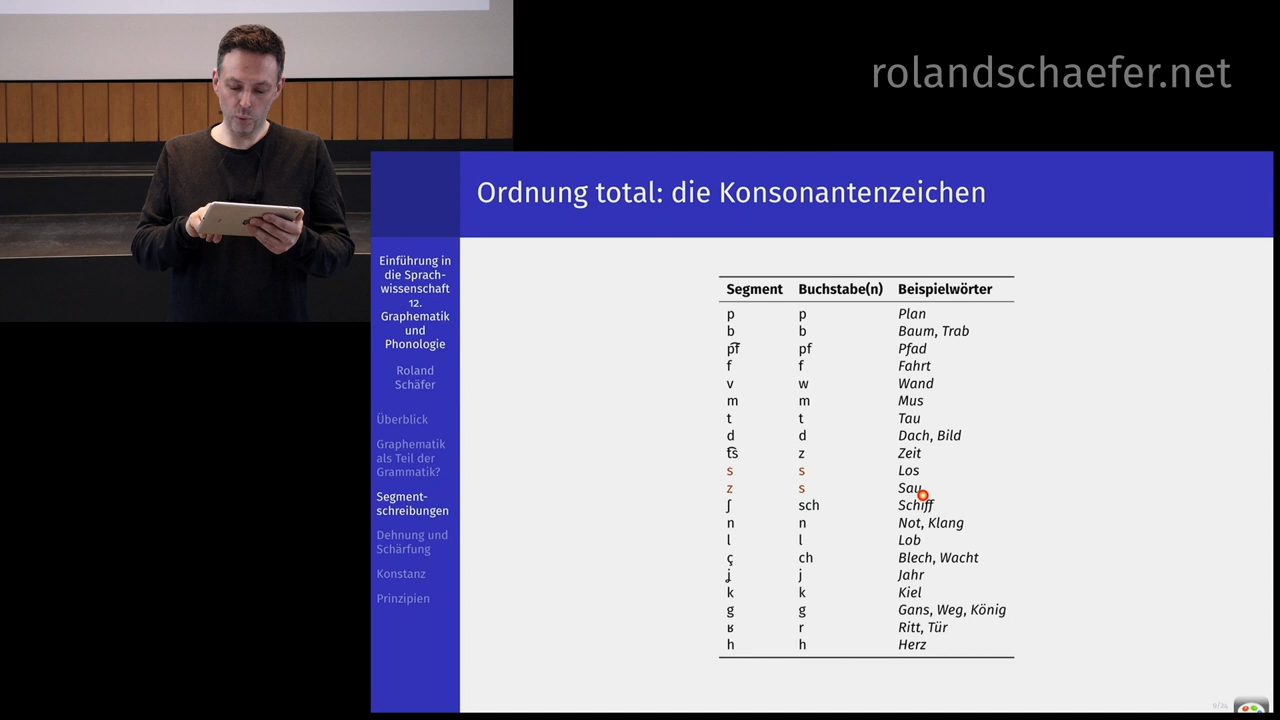 rolandschaefer.net
Ordnung total: die Konsonantenzeichen
Einführung in
die Sprach-
wissenschaft
12.
Graphematik
und
Phonologie
Roland
Schäfer
Überblick
Graphematik
als Teil der
Grammatik?
Segment-
schreibungen
Dehnung und
Schärfung
Konstanz
Prinzipien
Segment Buchstabe(n) Beispielwörter
p p Plan
b b Baum, Trab
p͡f pf Pfad
f f Fahrt
v w Wand
m m Mus
t t Tau
d d Dach, Bild
t͡s z Zeit
s s Los
z s Sau
ʃ sch Schiff
n n Not, Klang
l l Lob
ç ch Blech, Wacht
ʝ̞ j Jahr
k k Kiel
g g Gans, Weg, König
ʁ r Ritt, Tür
h h Herz
9/24